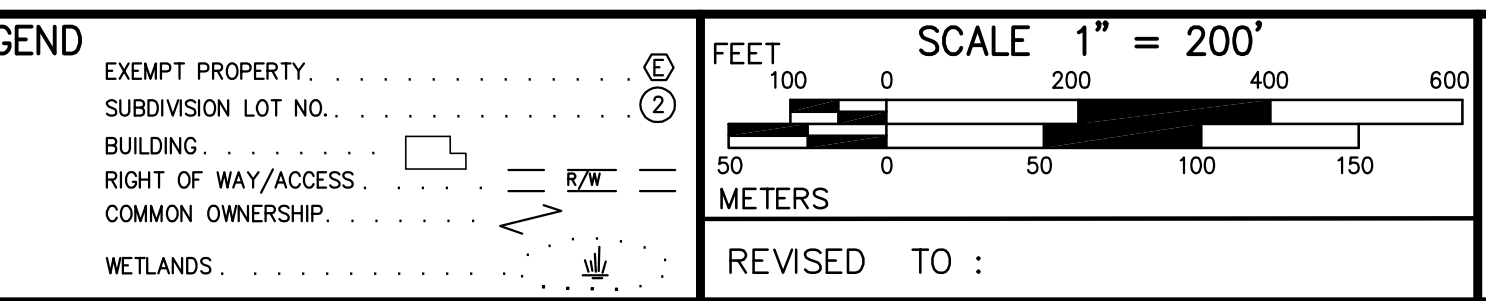 GEND
EXEMPT PROPERTY. . . . . . . . . . . . . . . E
SUBDIVISION LOT NO. . . . . . . . . . . . . . 2
BUILDING . . . . . . . .
RIGHT OF WAY/ACCESS . . . . . R/W
COMMON OWNERSHIP. . . . . . .
WETLANDS . . . . . . . . . . . .
SCALE 1" = 200'
FEET
100 0 200 400 600
50 0 50 100 150
METERS
REVISED TO :